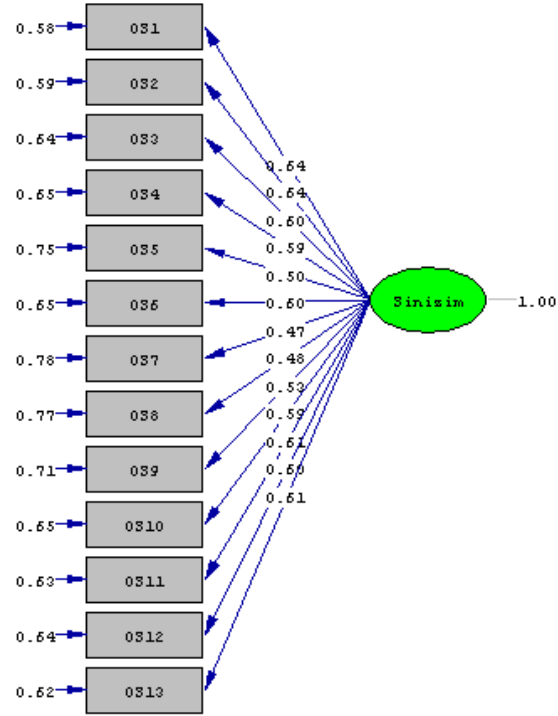 0.58 OS1
0.59 OS2
0.64 OS3
0.65 OS4
0.75 OS5
0.65 OS6
0.78 OS7
0.77 OS8
0.71 OS9
0.65 OS10
0.63 OS11
0.64 OS12
0.62 OS13
0.64
0.64
0.60
0.59
0.50
0.60
0.47
0.48
0.53
0.59
0.61
0.60
0.61
Sinizim 1.00